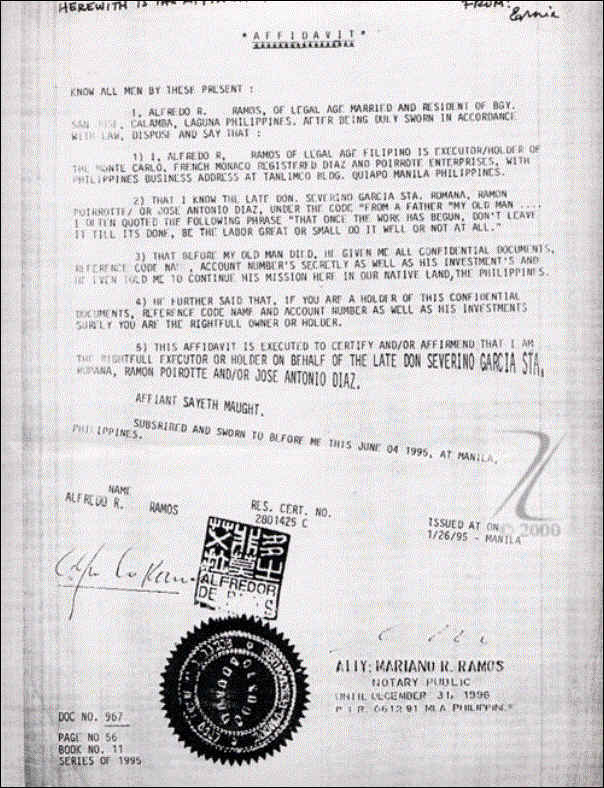 HEREWITH IS THE
FROM:
*AFFIDAVIT*
KNOW ALL MEN BY THESE PRESENT :
I, ALFREDO R. RAMOS, OF LEGAL AGE MARRIED AND RESIDENT OF BGY.
SAN JOSE, CALAMBA, LAGUNA PHILIPPINES. AFTER BEING DULY SWORN IN ACCORDANCE
WITH LAW, DISPOSE AND SAY THAT :
1) I, ALFREDO R, RAMOS OF LEGAL AGE FILIPINO IS EXECUTOR/HOLDER OF
THE MONTE CARLO, FRENCH MONACO REGISTERED DIAZ AND POIRROTE ENTERPRISES, WITH
PHILIPPINES BUSINESS ADDRESS AT TANLIMCO BLDG. QUIAPO MANILA PHILIPPINES.
2) THAT I KNOW THE LATE DON. SEVERINO GARCIA STA. ROMANA, RAMON
POIRROTTE/ OR JOSE ANTONIO DIAZ, UNDER THE CODE "FROM A FATHER "MY OLD MAN ....
I OFTEN QUOTED THE FOLLOWING PHRASE "THAT ONCE THE WORK HAS BEGUN, DON'T LEAVE
IT TILL ITS DONE, BE THE LABOR GREAT OR SMALL DO IT WELL OR NOT AT ALL."
3) THAT BEFORE MY OLD MAN DIED, HE GIVEN ME ALL CONFIDENTIAL DOCUMENTS,
REFERENCE CODE NAME, ACCOUNT NUMBER'S SECRETLY AS WELL AS HIS INVESTMENT'S AND
HE EVEN TOLD ME TO CONTINUE HIS MISSION HERE IN OUR NATIVE LAND,THE PHILIPPINES.
4) HE FURTHER SAID THAT, IF YOU ARE A HOLDER OF THIS CONFIDENTIAL
DOCUMENTS, REFERENCE CODE NAME AND ACCOUNT NUMBER AS WELL AS HIS INVESTMENTS
SURELY YOU ARE THE RIGHTFULL OWNER OR HOLDER.
5) THIS AFFIDAVIT IS EXECUTED TO CERTIFY AND/OR AFFIRMEND THAT I AM
THE RIGHTFULL EXECUTOR OR HOLDER ON BEHALF OF THE LATE DON SEVERINO GARCIA STA,
ROMANA, RAMON POIROTTE AND/OR JOSE ANTONIO DIAZ.
AFFIANT SAYETH MAUGHT.
SUBSRIRED AND SWORN TO BEFORE ME THIS JUNE 04 1995, AT MANILA,
PHILIPPINES.
NAME
ALFREDO R. RAMOS
RES. CERT. NO.
2801425 C
ISSUED AT ON
1/26/95 - MANILA
© 2000
ALFREDOR
ATTY: MARIANO R. RAMOS
NOTARY PUBLIC
UNTIL DECEMBER 31, 1996
P.T.R. 061291 MLA PHILIPPINE
DOC NO. 967
PAGE NO 56
BOOK NO. 11
SERIES OF 1995